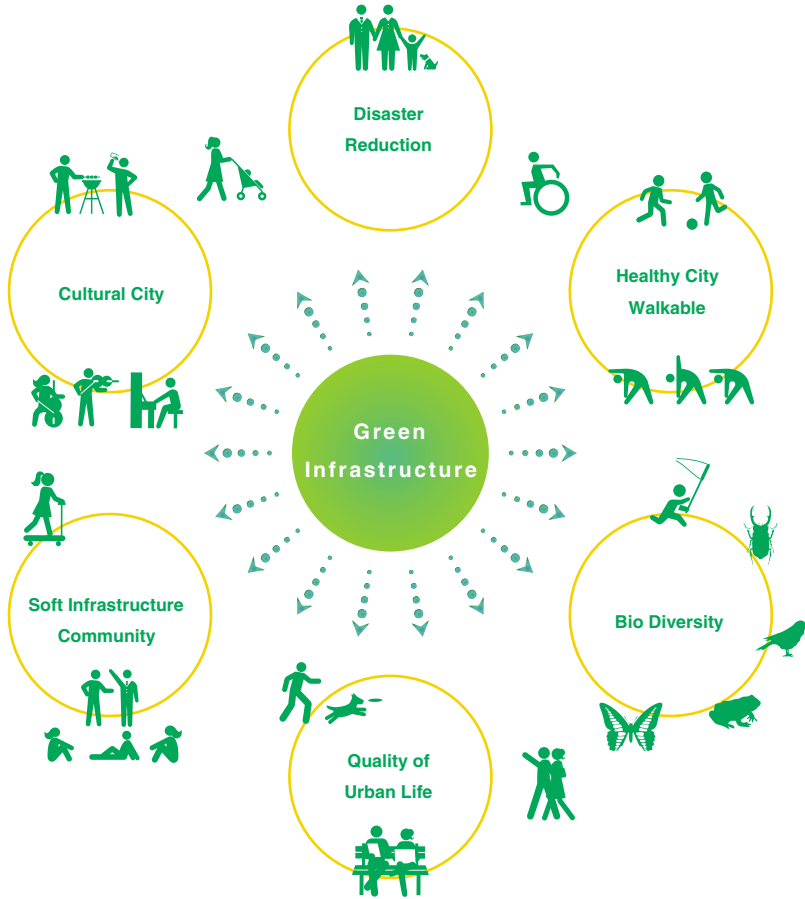 Disaster
Reduction
Cultural City
Healthy City
Walkable
Green
Infrastructure
Soft Infrastructure
Community
Bio Diversity
Quality of
Urban Life